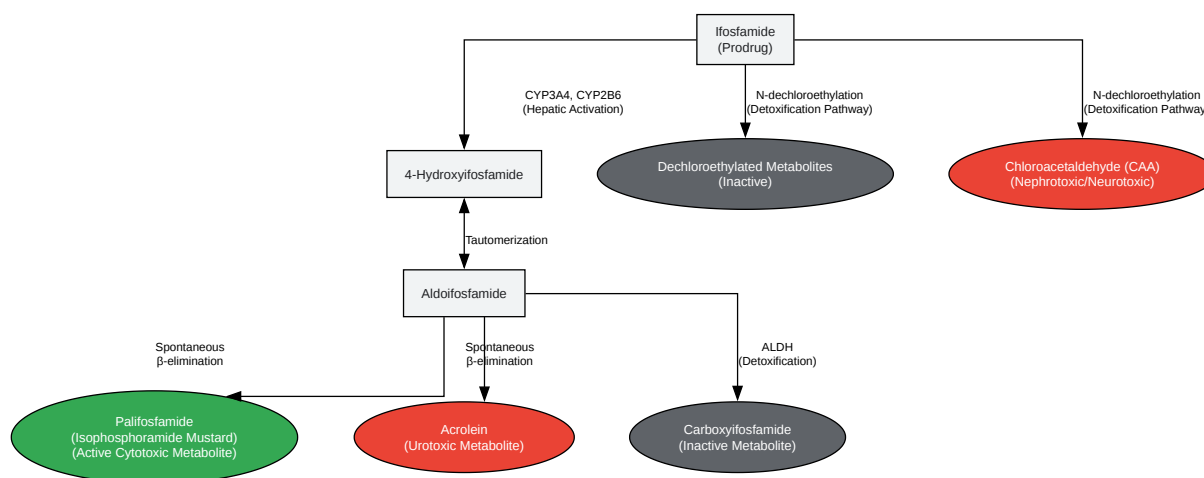 Ifosfamide
(Prodrug)
CYP3A4, CYP2B6
(Hepatic Activation)
N-dechloroethylation
(Detoxification Pathway)
N-dechloroethylation
(Detoxification Pathway
4-Hydroxyifosfamide
Dechloroethylated Metabolites
(Inactive)
Chloroacetaldehyde (CAA)
(Nephrotoxic/Neurotoxic)
Tautomerization
Aldoifosfamide
Spontaneous
β-elimination
Spontaneous
β-elimination
ALDH
(Detoxification)
Palifosfamide
(Isophosphoramide Mustard)
(Active Cytotoxic Metabolite)
Acrolein
(Urotoxic Metabolite)
Carboxyifosfamide
(Inactive Metabolite)